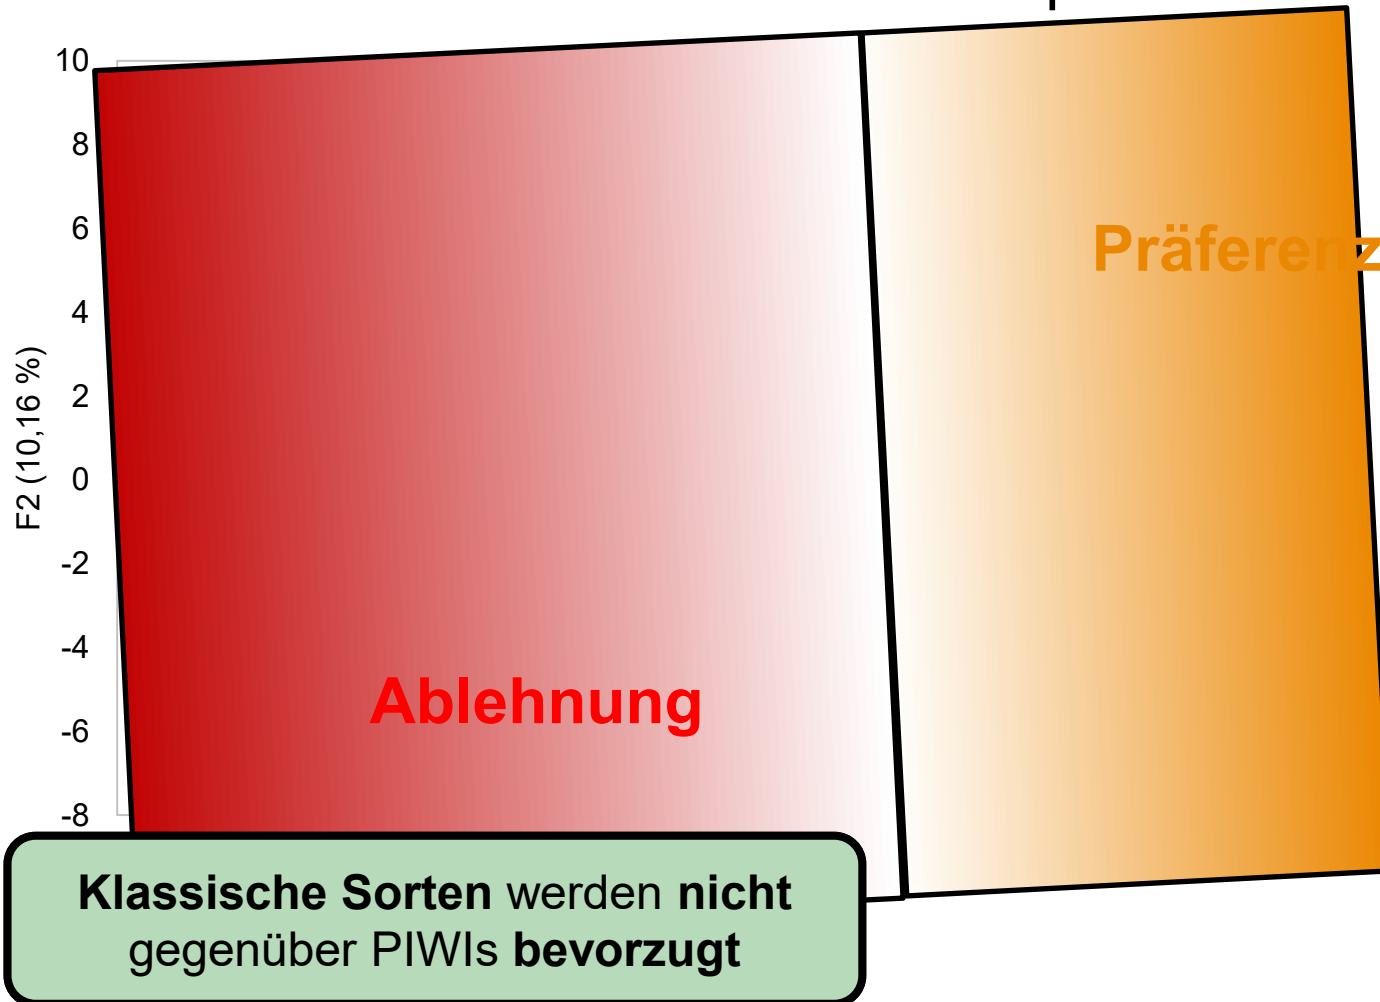 10
8
6
4
2
0
-2
-4
-6
-8
F2 (10,16 %)
Präferenz
Ablehnung
Klassische Sorten werden nicht
gegenüber PIWIs bevorzugt